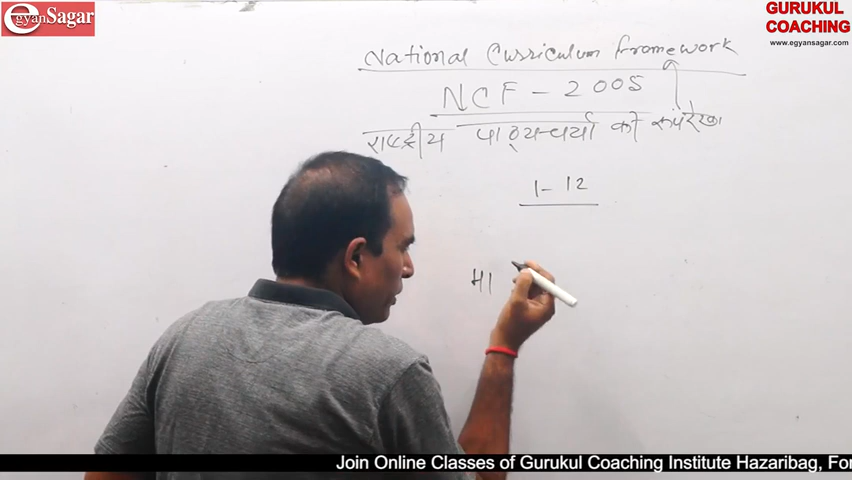 egyanSagar
GURUKUL
COACHING
www.egyansagar.com
National Curriculum Framework
NCF - 2005
राष्ट्रीय पाठ्य-चर्या की रूपरेखा
1 - 12
मा
Join Online Classes of Gurukul Coaching Institute Hazaribag, For